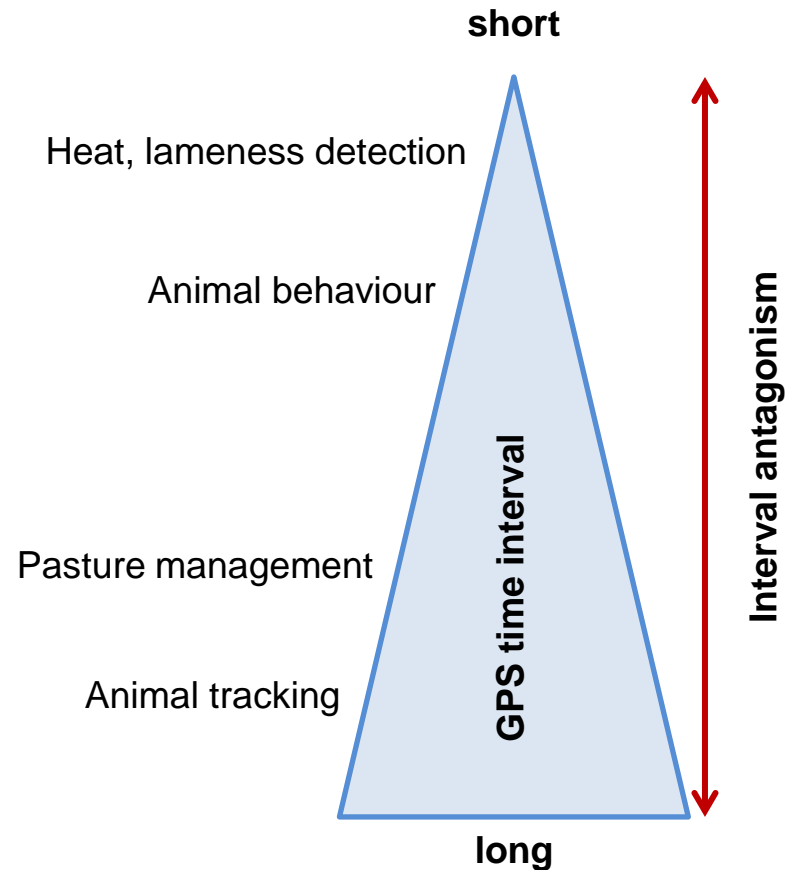 short
Heat, lameness detection
Animal behaviour
Pasture management
Animal tracking
GPS time interval
Interval antagonism
long